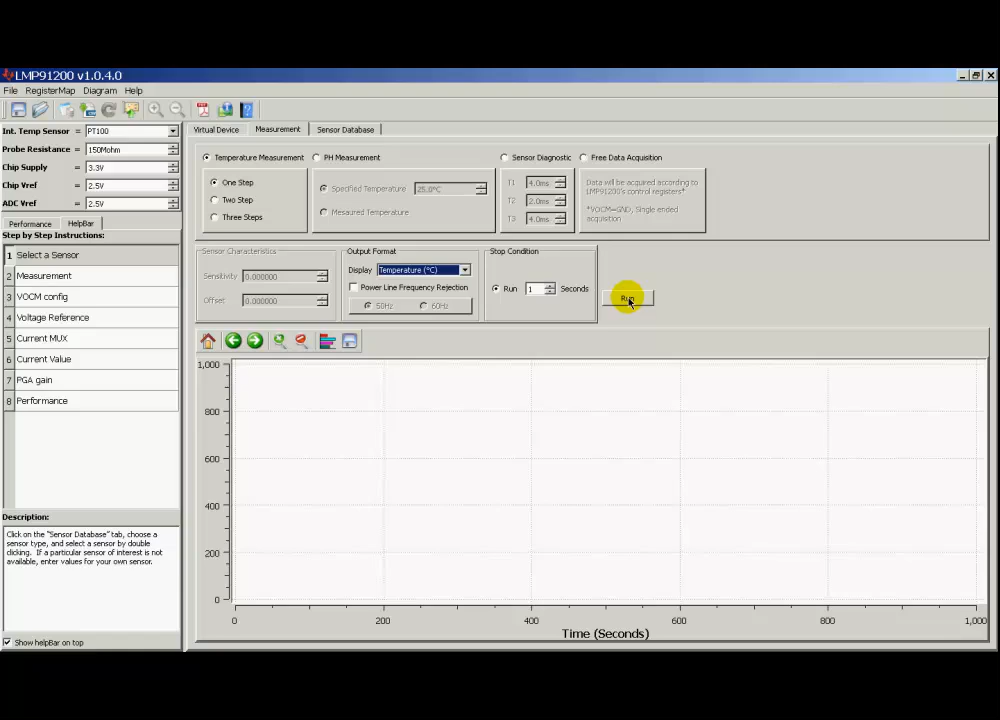 LMP91200 v1.0.4.0
File RegisterMap Diagram Help
Int. Temp Sensor = PT100
Probe Resistance = 150Mohm
Chip Supply = 3.3V
Chip Vref = 2.5V
ADC Vref = 2.5V
Performance HelpBar
Step by Step Instructions:
1 Select a Sensor
2 Measurement
3 VOCM config
4 Voltage Reference
5 Current MUX
6 Current Value
7 PGA gain
8 Performance
Description:
Click on the "Sensor Database" tab, choose a
sensor type, and select a sensor by double
clicking. If a particular sensor of interest is not
available, enter values for your own sensor.
Show helpBar on top
Virtual Device Measurement Sensor Database
Temperature Measurement PH Measurement Sensor Diagnostic Free Data Acquisition
One Step
Two Step
Three Steps
Specified Temperature 25.0°C
Measured Temperature
T1 4.0ms
T2 2.0ms
T3 4.0ms
Data will be acquired according to
LMP91200's control registers*
*VOCM=GND, Single ended
acquisition
Sensor Characteristics
Sensitivity 0.000000
Offset 0.000000
Output Format
Display Temperature (°C)
Power Line Frequency Rejection
50Hz 60Hz
Stop Condition
Run 1 Seconds
Run
1,000
800
600
400
200
0
0 200 400 600 800 1,000
Time (Seconds)